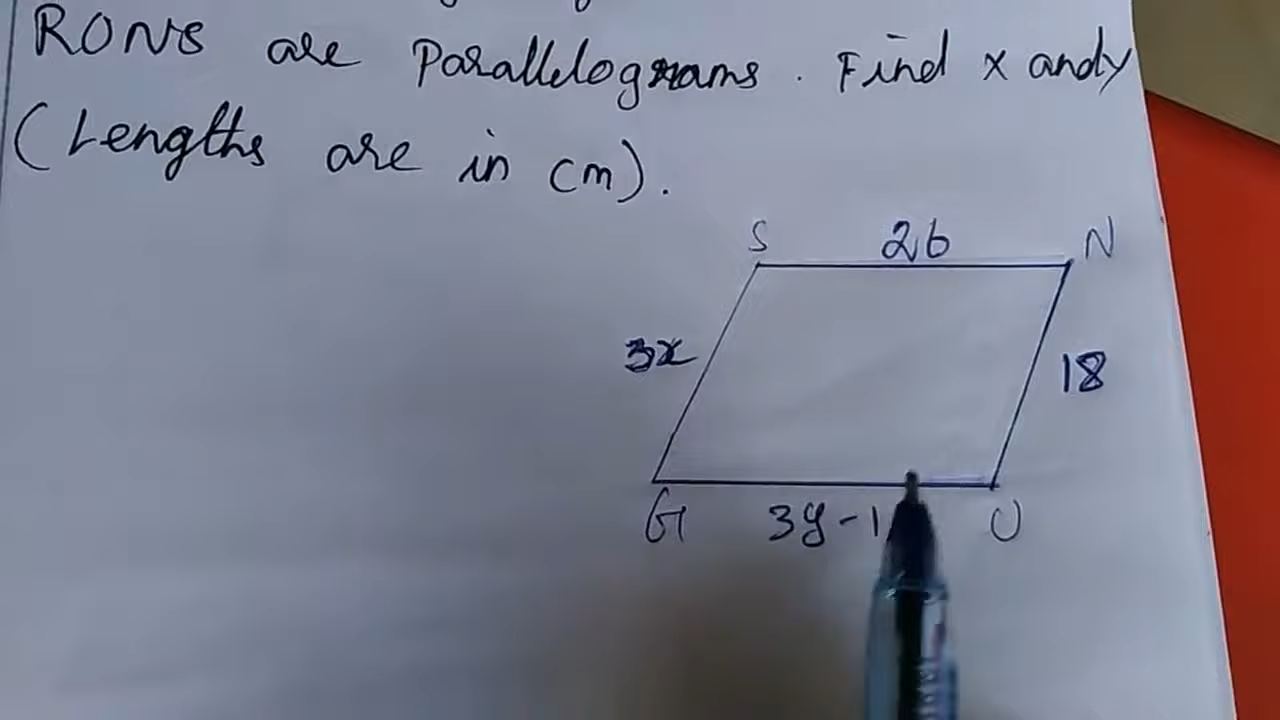 RONS are Parallelograms. Find x and y
(Lengths are in cm).
S 26 N
3x 18
G 3y-1 U